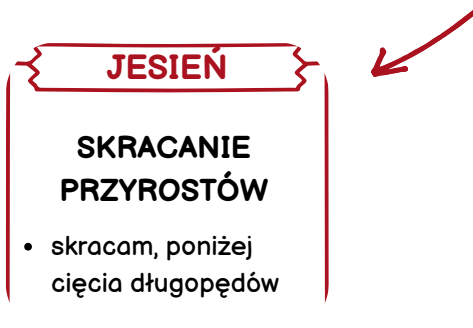 JESIEŃ
SKRACANIE
PRZYROSTÓW
• skracam, poniżej
cięcia długopędów